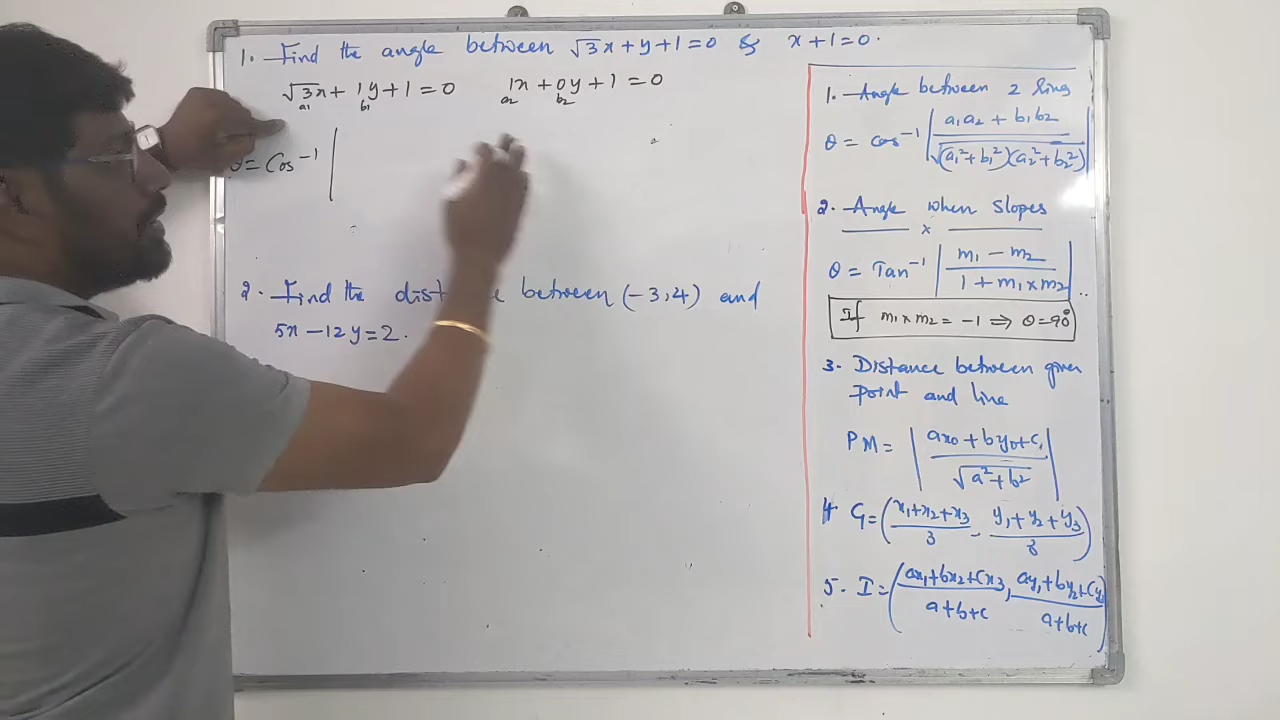 1. Find the angle between √3x+y+1=0 & x+1=0.
√3x+1y+1=0 1x+0y+1=0
a1 b1 a2 b2
θ= Cos⁻¹ |
2. Find the distance between (-3,4) and
5x-12y=2.
1. Angle between 2 lines
θ = cos⁻¹ | a1a2 + b1b2 / √(a1²+b1²)(a2²+b2²) |
2. Angle when slopes
x
θ = Tan⁻¹ | m1 - m2 / 1+m1×m2 |
If m1×m2 = -1 ⇒ θ=90°
3. Distance between given
Point and line
PM = | ax0+by0+c1 / √a²+b² |
4 G=( x1+x2+x3 / 3 - y1+y2+y3 / 3 )
5. I=( ax1+bx2+cx3 / a+b+c , ay1+by2+cy3 / a+b+c )